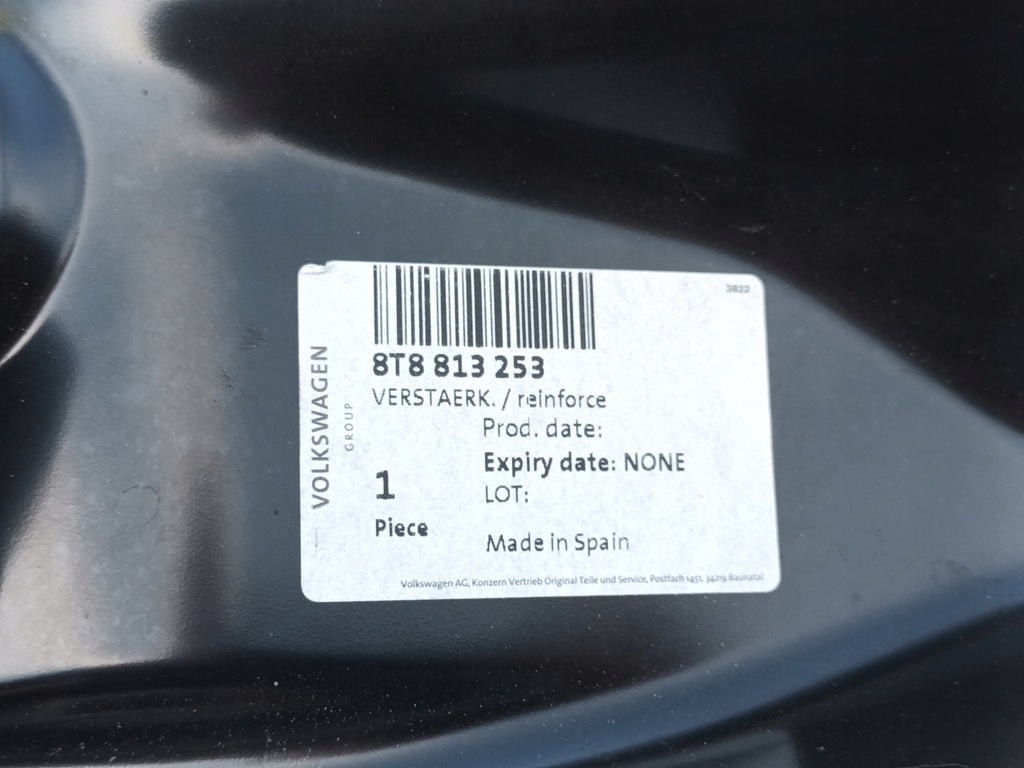 3822
8T8 813 253
VERSTAERK. / reinforce
Prod. date:
Expiry date: NONE
LOT:
1
Piece
Made in Spain
Volkswagen AG, Konzern Vertrieb Original Teile und Service, Postfach 1451, 34219 Baunatal
VOLKSWAGEN
GROUP